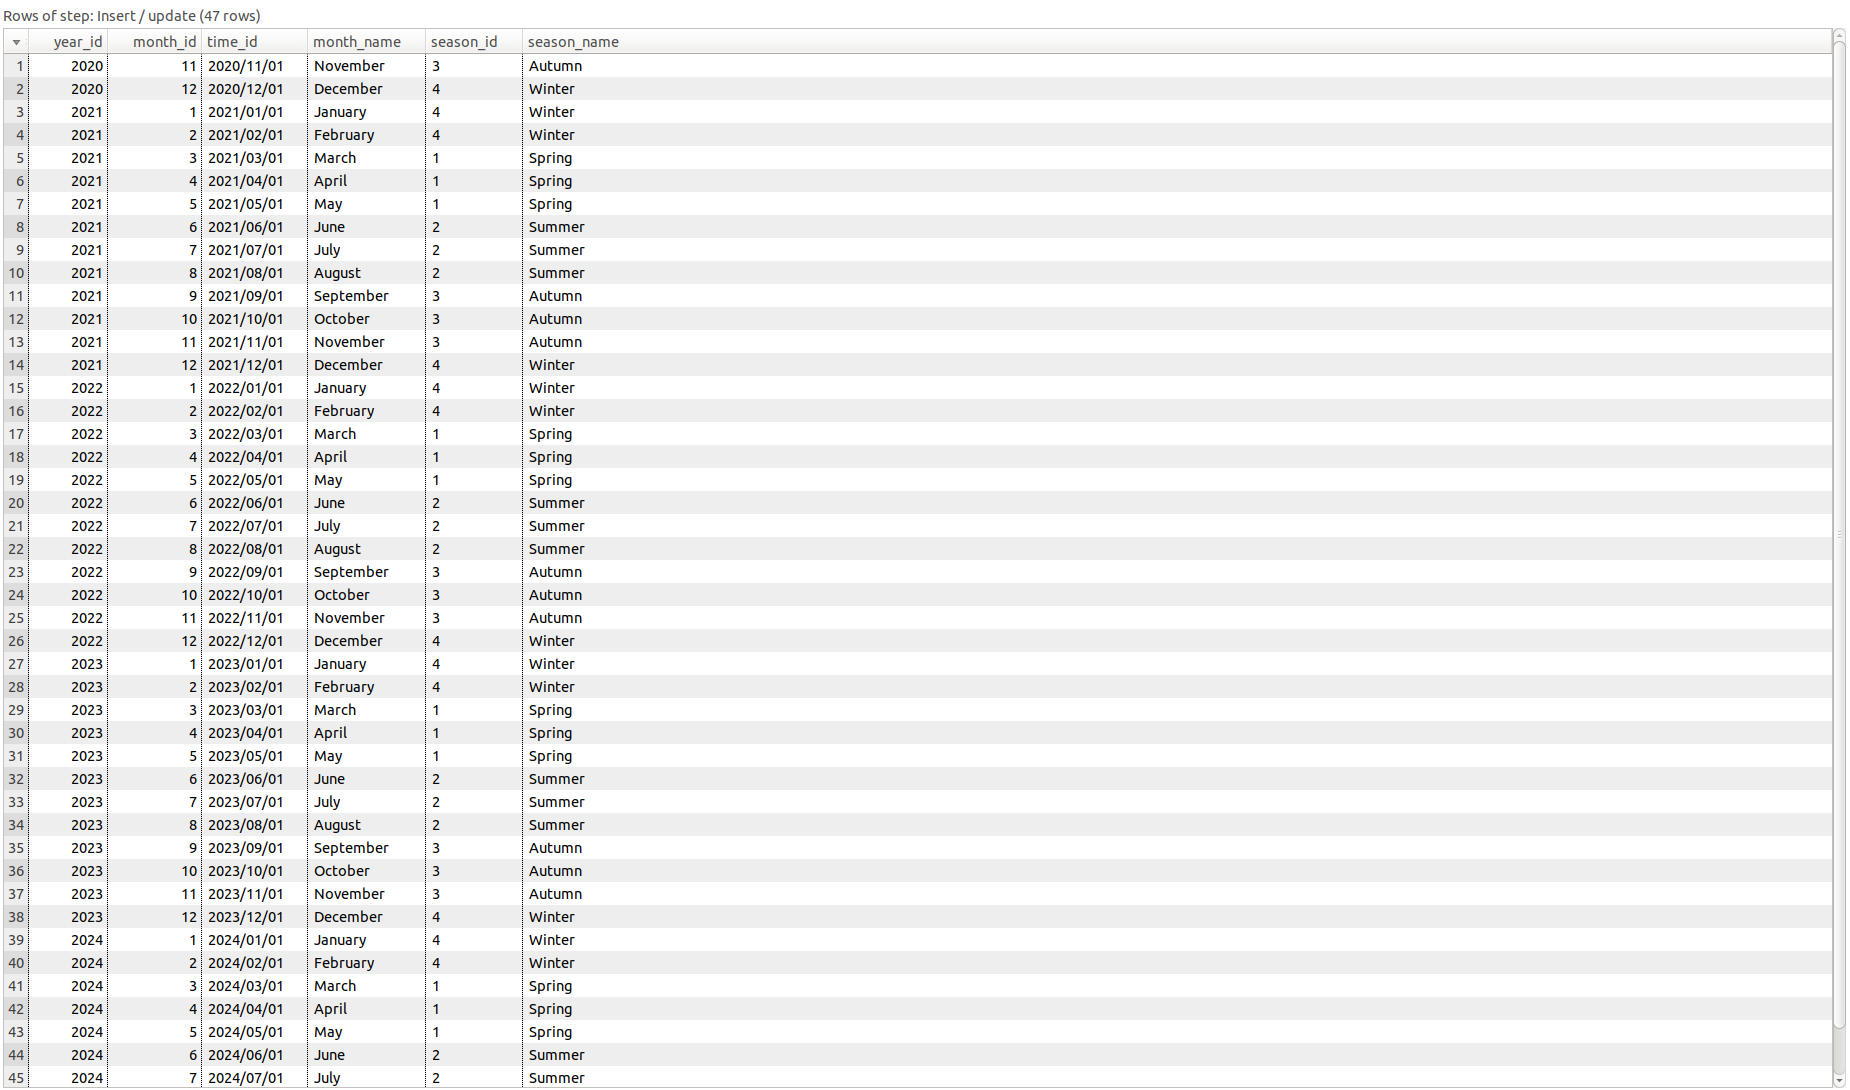 Rows of step: Insert / update (47 rows)
year_id month_id time_id month_name season_id season_name
1 2020 11 2020/11/01 November 3 Autumn
2 2020 12 2020/12/01 December 4 Winter
3 2021 1 2021/01/01 January 4 Winter
4 2021 2 2021/02/01 February 4 Winter
5 2021 3 2021/03/01 March 1 Spring
6 2021 4 2021/04/01 April 1 Spring
7 2021 5 2021/05/01 May 1 Spring
8 2021 6 2021/06/01 June 2 Summer
9 2021 7 2021/07/01 July 2 Summer
10 2021 8 2021/08/01 August 2 Summer
11 2021 9 2021/09/01 September 3 Autumn
12 2021 10 2021/10/01 October 3 Autumn
13 2021 11 2021/11/01 November 3 Autumn
14 2021 12 2021/12/01 December 4 Winter
15 2022 1 2022/01/01 January 4 Winter
16 2022 2 2022/02/01 February 4 Winter
17 2022 3 2022/03/01 March 1 Spring
18 2022 4 2022/04/01 April 1 Spring
19 2022 5 2022/05/01 May 1 Spring
20 2022 6 2022/06/01 June 2 Summer
21 2022 7 2022/07/01 July 2 Summer
22 2022 8 2022/08/01 August 2 Summer
23 2022 9 2022/09/01 September 3 Autumn
24 2022 10 2022/10/01 October 3 Autumn
25 2022 11 2022/11/01 November 3 Autumn
26 2022 12 2022/12/01 December 4 Winter
27 2023 1 2023/01/01 January 4 Winter
28 2023 2 2023/02/01 February 4 Winter
29 2023 3 2023/03/01 March 1 Spring
30 2023 4 2023/04/01 April 1 Spring
31 2023 5 2023/05/01 May 1 Spring
32 2023 6 2023/06/01 June 2 Summer
33 2023 7 2023/07/01 July 2 Summer
34 2023 8 2023/08/01 August 2 Summer
35 2023 9 2023/09/01 September 3 Autumn
36 2023 10 2023/10/01 October 3 Autumn
37 2023 11 2023/11/01 November 3 Autumn
38 2023 12 2023/12/01 December 4 Winter
39 2024 1 2024/01/01 January 4 Winter
40 2024 2 2024/02/01 February 4 Winter
41 2024 3 2024/03/01 March 1 Spring
42 2024 4 2024/04/01 April 1 Spring
43 2024 5 2024/05/01 May 1 Spring
44 2024 6 2024/06/01 June 2 Summer
45 2024 7 2024/07/01 July 2 Summer